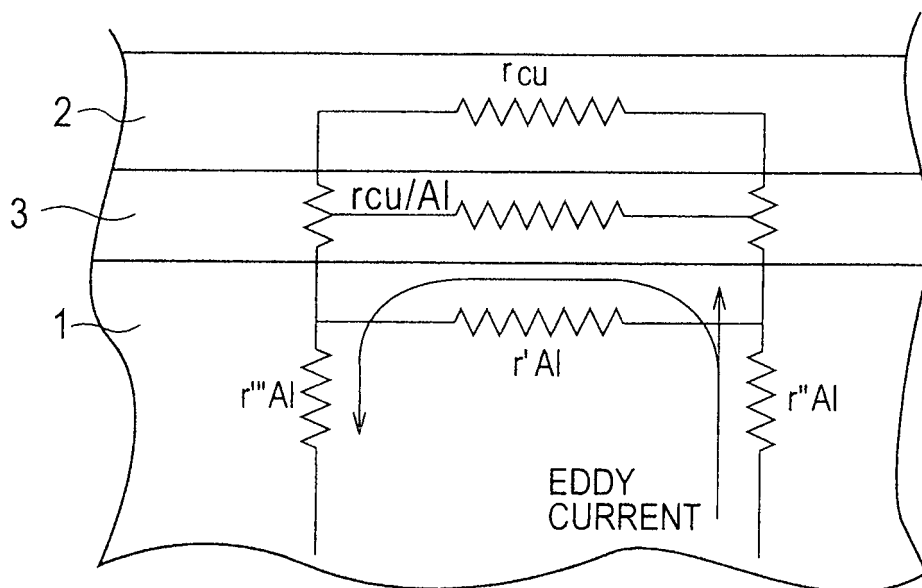 r cu
2
rcu/Al
3
1
r' Al
r''' Al
r'' Al
EDDY
CURRENT